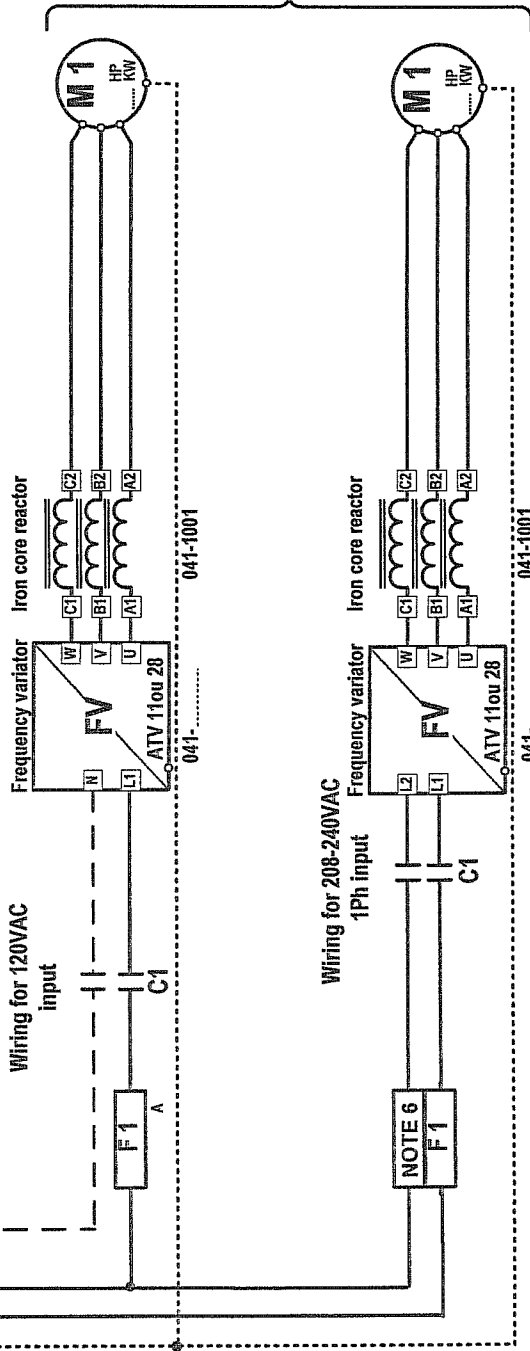 M 1
HP
KW
..........
Iron core reactor
C1
C2
B1
B2
A1
A2
041-1001
Frequency variator
W
V
U
FV
ATV 11ou 28
N
L1
041-..........
Wiring for 120VAC
input
C1
F1
A
M 1
HP
KW
..........
Iron core reactor
C1
C2
B1
B2
A1
A2
041-1001
Frequency variator
W
V
U
FV
ATV 11ou 28
L2
L1
041-
Wiring for 208-240VAC
1Ph input
C1
NOTE 6
F1